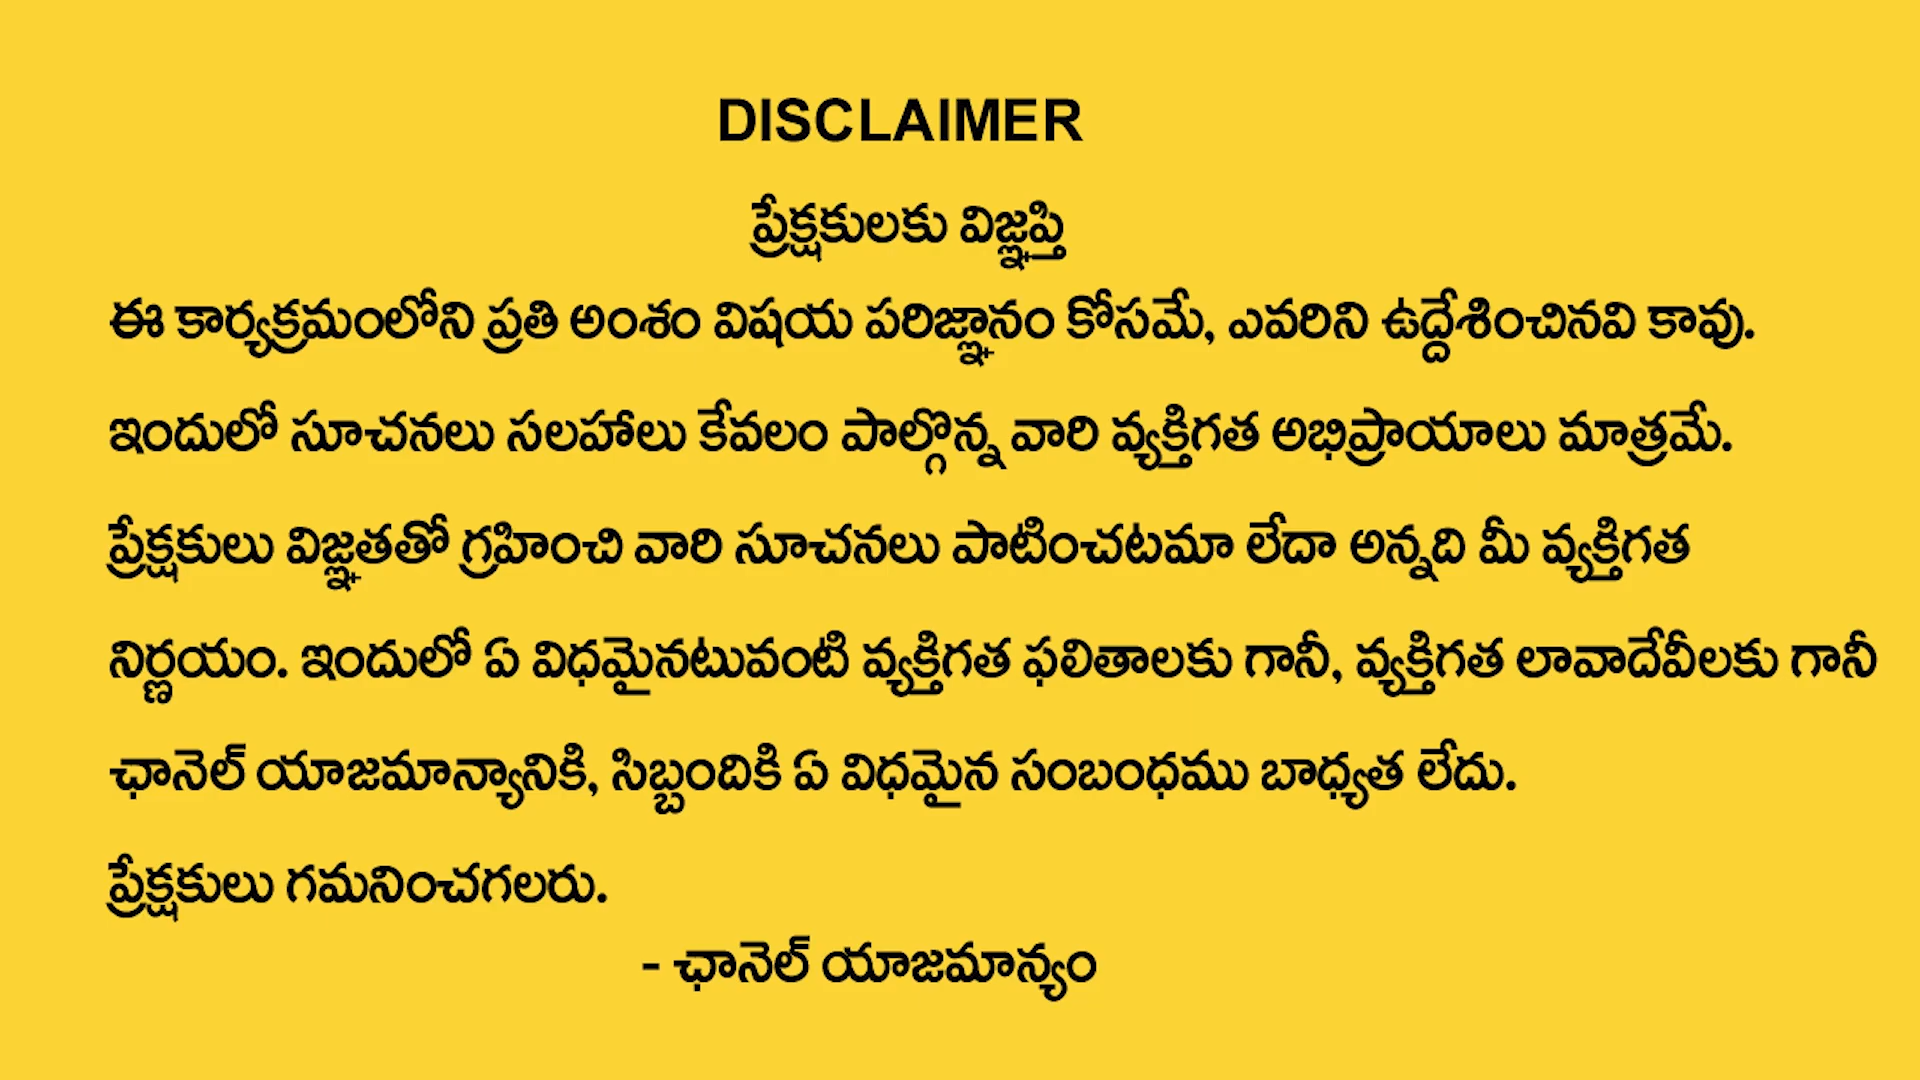 DISCLAIMER
ప్రేక్షకులకు విజ్ఞప్తి
ఈ కార్యక్రమంలోని ప్రతి అంశం విషయ పరిజ్ఞానం కోసమే, ఎవరిని ఉద్దేశించినవి కావు.
ఇందులో సూచనలు సలహాలు కేవలం పాల్గొన్న వారి వ్యక్తిగత అభిప్రాయాలు మాత్రమే.
ప్రేక్షకులు విజ్ఞతతో గ్రహించి వారి సూచనలు పాటించటమా లేదా అన్నది మీ వ్యక్తిగత
నిర్ణయం. ఇందులో ఏ విధమైనటువంటి వ్యక్తిగత ఫలితాలకు గానీ, వ్యక్తిగత లావాదేవీలకు గానీ
ఛానెల్ యాజమాన్యానికి, సిబ్బందికి ఏ విధమైన సంబంధము బాధ్యత లేదు.
ప్రేక్షకులు గమనించగలరు.
- ఛానెల్ యాజమాన్యం